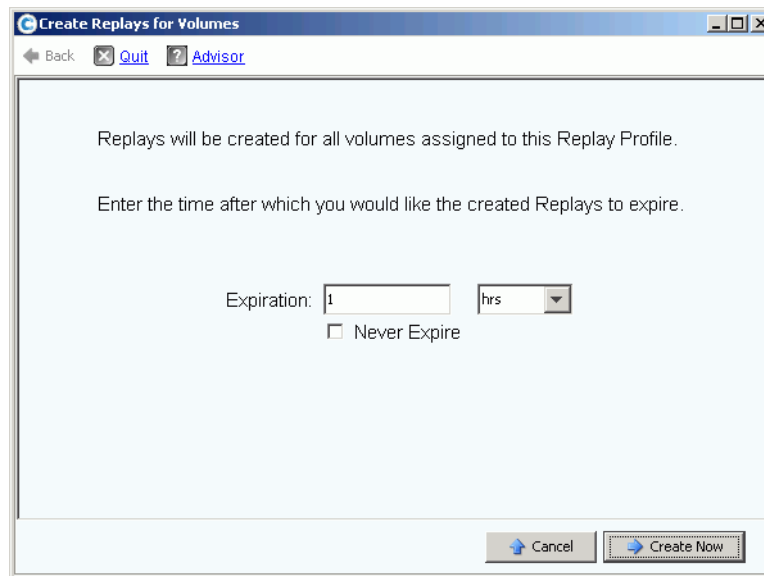 Create Replays for Volumes
Back Quit ? Advisor
Replays will be created for all volumes assigned to this Replay Profile.
Enter the time after which you would like the created Replays to expire.
Expiration: 1 hrs
Never Expire
Cancel Create Now